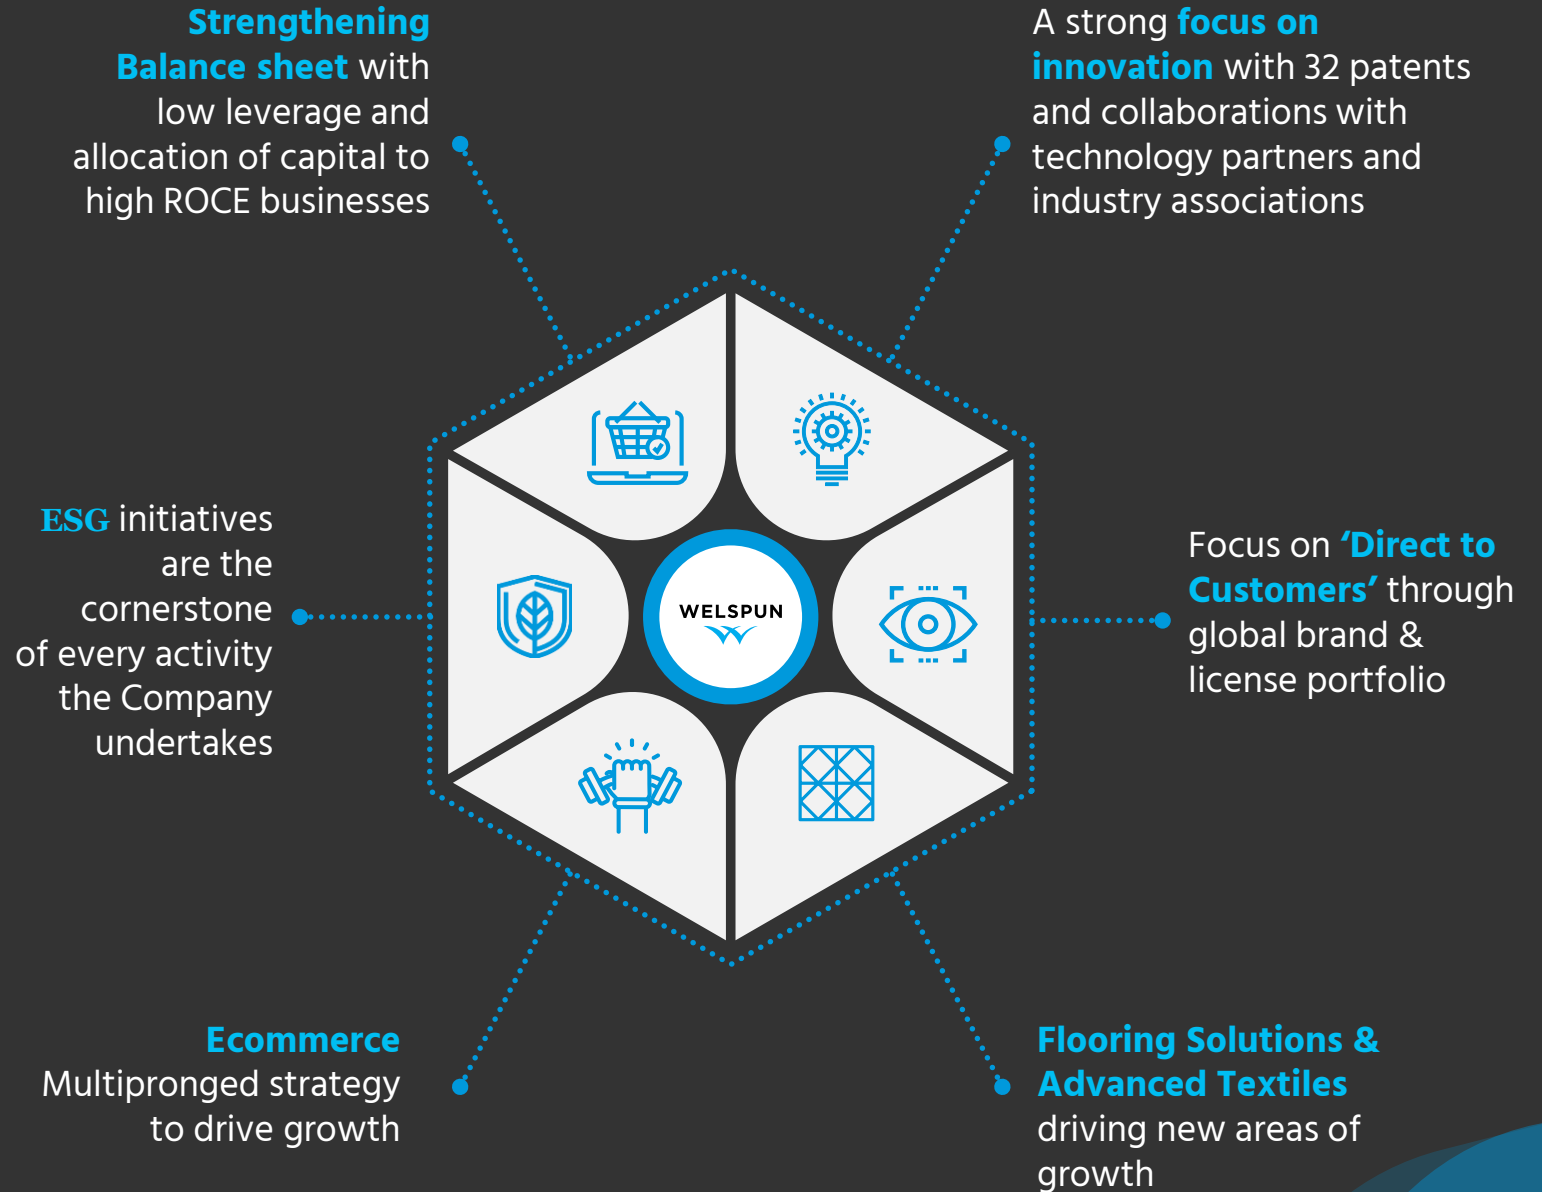 Strengthening
Balance sheet with
low leverage and
allocation of capital to
high ROCE businesses
A strong focus on
innovation with 32 patents
and collaborations with
technology partners and
industry associations
ESG initiatives
are the
cornerstone
of every activity
the Company
undertakes
WELSPUN
Focus on ‘Direct to
Customers’ through
global brand &
license portfolio
Ecommerce
Multipronged strategy
to drive growth
Flooring Solutions &
Advanced Textiles
driving new areas of
growth